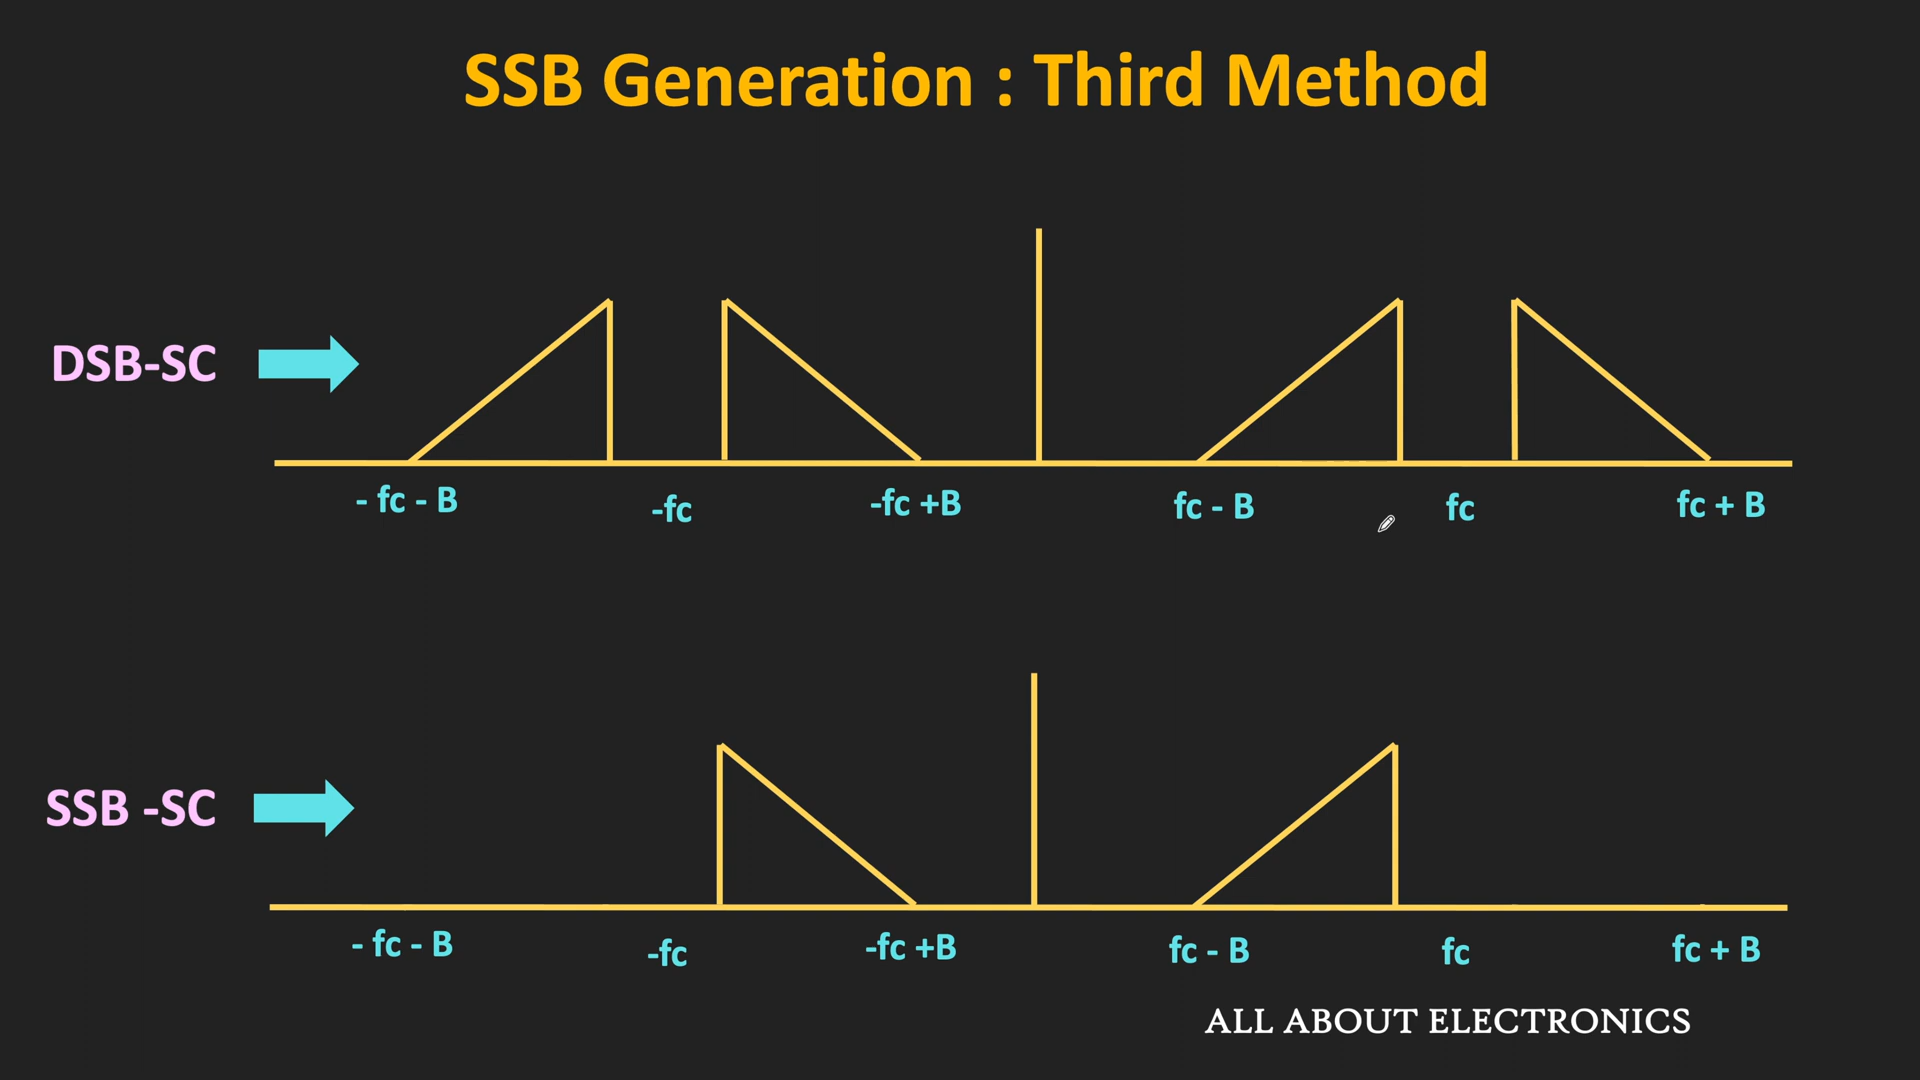 SSB Generation : Third Method
DSB-SC
- fc - B
-fc
-fc +B
fc - B
fc
fc + B
SSB -SC
- fc - B
-fc
-fc +B
fc - B
fc
fc + B
ALL ABOUT ELECTRONICS